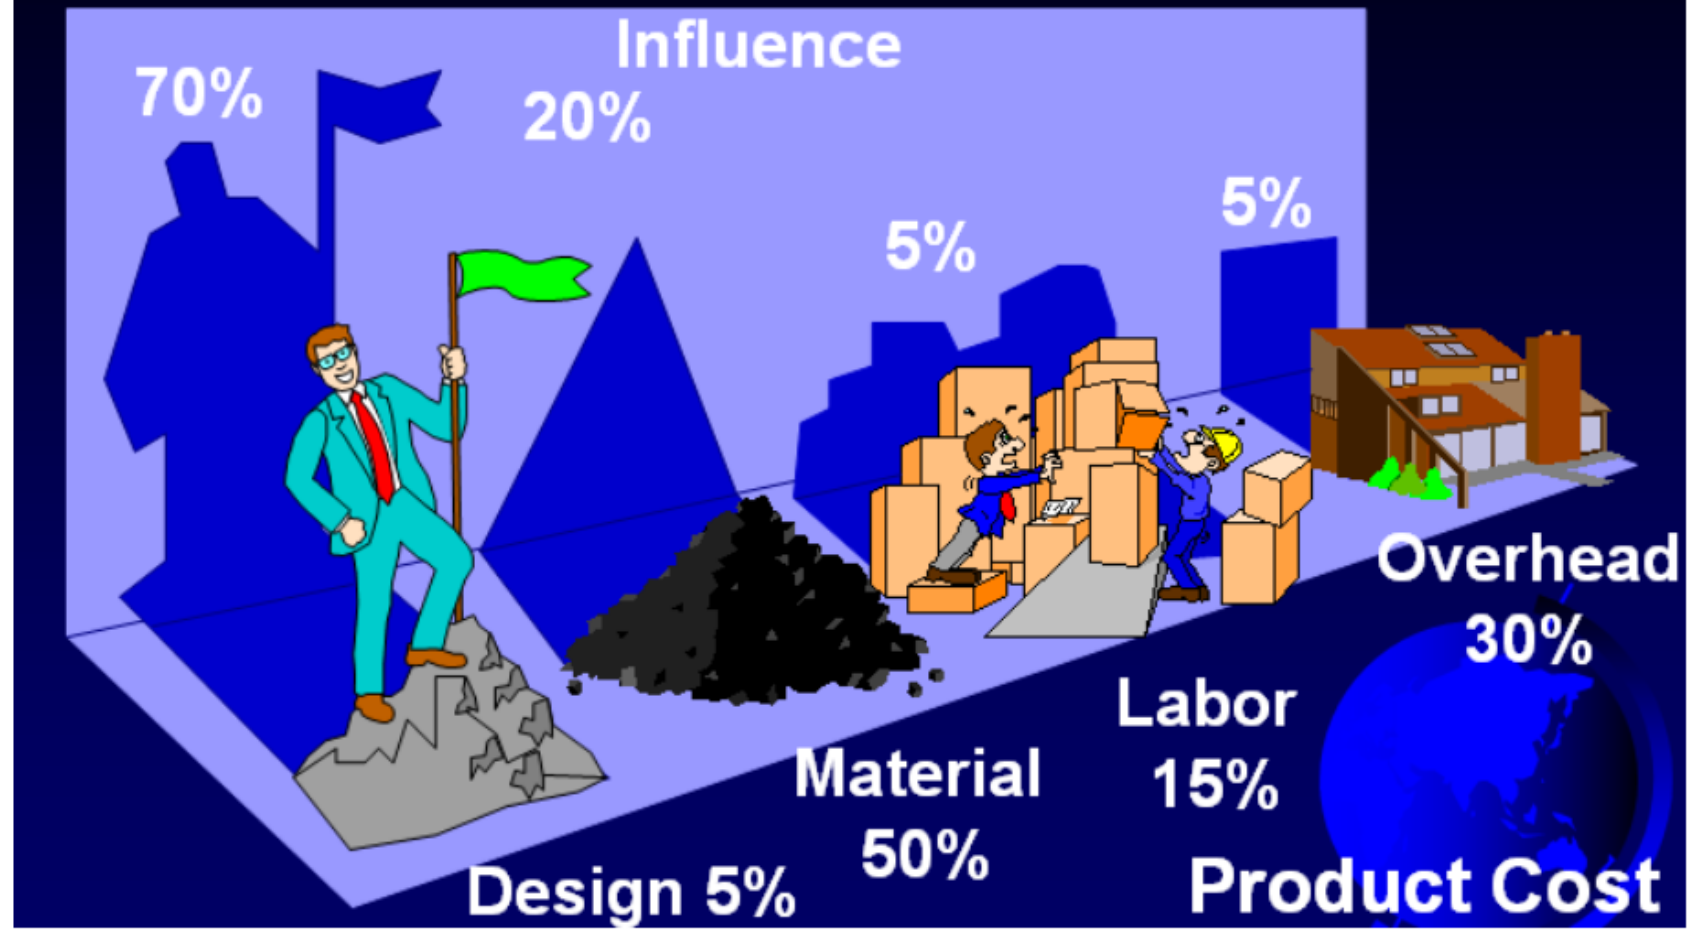 Influence
70%
20%
5%
5%
Overhead
30%
Labor
15%
Material
50%
Design 5%
Product Cost